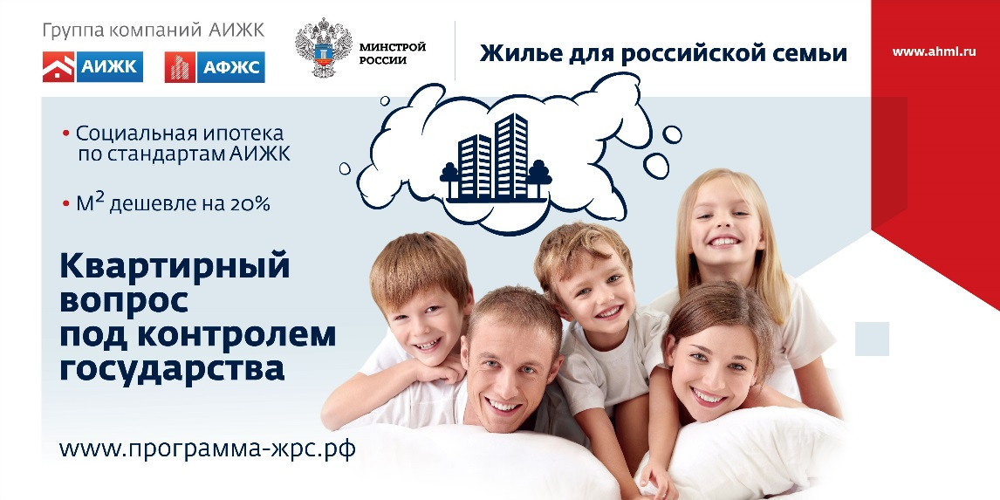 Группа компаний АИЖК
АИЖК
АФЖС
МИНСТРОЙ
РОССИИ
Жилье для российской семьи
www.ahml.ru
• Социальная ипотека
по стандартам АИЖК
• М² дешевле на 20%
Квартирный
вопрос
под контролем
государства
www.программа-жрс.рф